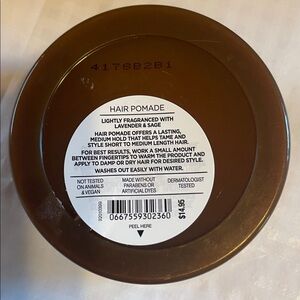 4176B2B1
HAIR POMADE
LIGHTLY FRAGRANCED WITH
LAVENDER & SAGE
HAIR POMADE OFFERS A LASTING,
MEDIUM HOLD THAT HELPS TAME AND
STYLE SHORT TO MEDIUM LENGTH HAIR.
FOR BEST RESULTS, WORK A SMALL AMOUNT
BETWEEN FINGERTIPS TO WARM THE PRODUCT AND
APPLY TO DAMP OR DRY HAIR FOR DESIRED STYLE.
WASHES OUT EASILY WITH WATER.
NOT TESTED
ON ANIMALS
& VEGAN
MADE WITHOUT
PARABENS OR
ARTIFICIAL DYES
DERMATOLOGIST
TESTED
0667559302360
$14.95
PEEL HERE